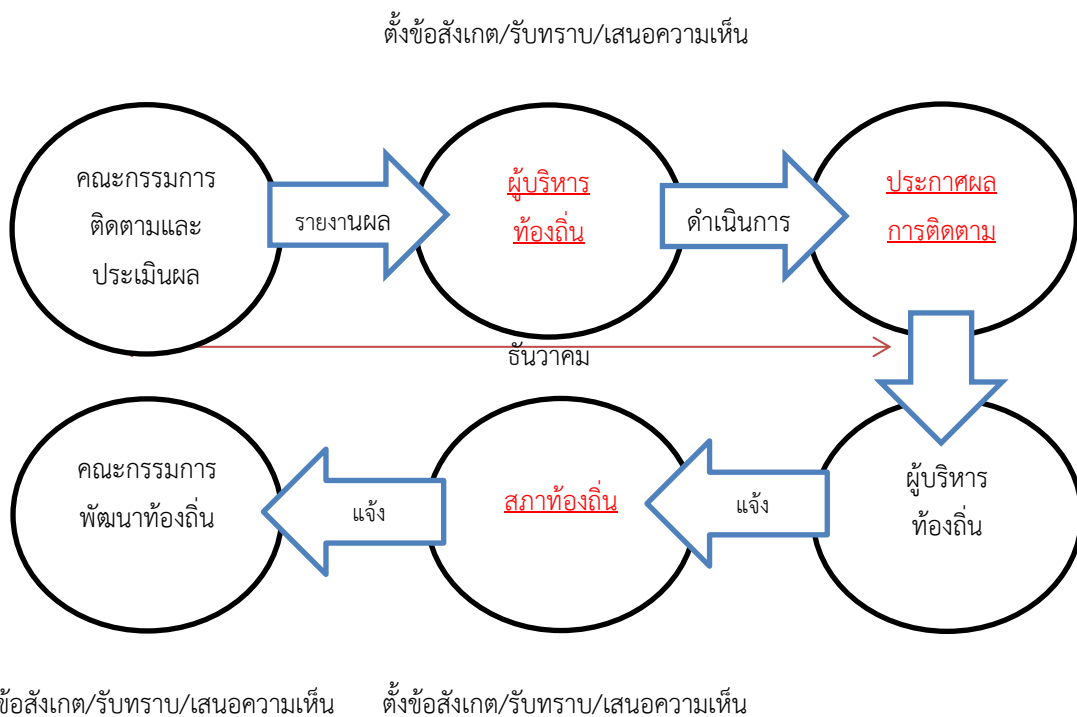 ตั้งข้อสังเกต/รับทราบ/เสนอความเห็น
คณะกรรมการ
ติดตามและ
ประเมินผล
รายงานผล
ผู้บริหาร
ท้องถิ่น
ดำเนินการ
ประกาศผล
การติดตาม
ธันวาคม
ผู้บริหาร
ท้องถิ่น
แจ้ง
สภาท้องถิ่น
แจ้ง
คณะกรรมการ
พัฒนาท้องถิ่น
ข้อสังเกต/รับทราบ/เสนอความเห็น
ตั้งข้อสังเกต/รับทราบ/เสนอความเห็น